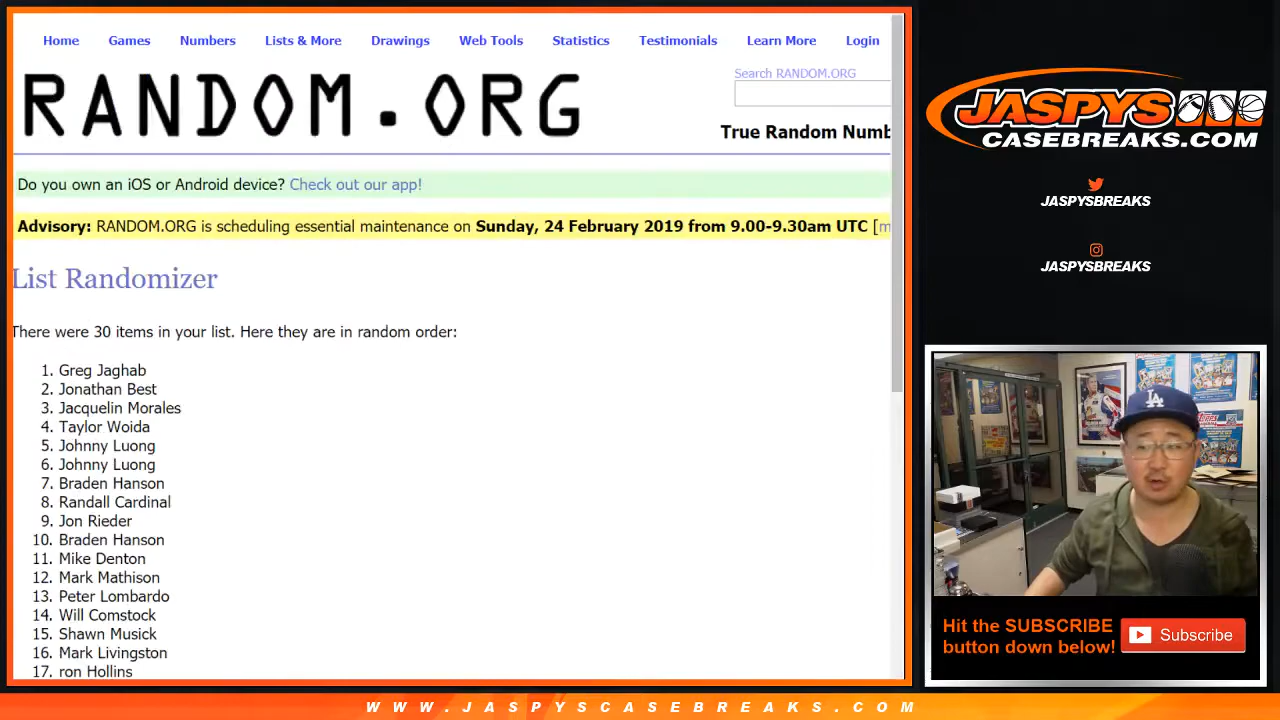 Home Games Numbers Lists & More Drawings Web Tools Statistics Testimonials Learn More Login
Search RANDOM.ORG
RANDOM.ORG
True Random Numb
Do you own an iOS or Android device? Check out our app!
Advisory: RANDOM.ORG is scheduling essential maintenance on Sunday, 24 February 2019 from 9.00-9.30am UTC [m
List Randomizer
There were 30 items in your list. Here they are in random order:
1. Greg Jaghab
2. Jonathan Best
3. Jacquelin Morales
4. Taylor Woida
5. Johnny Luong
6. Johnny Luong
7. Braden Hanson
8. Randall Cardinal
9. Jon Rieder
10. Braden Hanson
11. Mike Denton
12. Mark Mathison
13. Peter Lombardo
14. Will Comstock
15. Shawn Musick
16. Mark Livingston
17. ron Hollins
JASPYS
CASEBREAKS.COM
JASPYSBREAKS
JASPYSBREAKS
LA
Hit the SUBSCRIBE
button down below!
Subscribe
WWW.JASPYSCASEBREAKS.COM